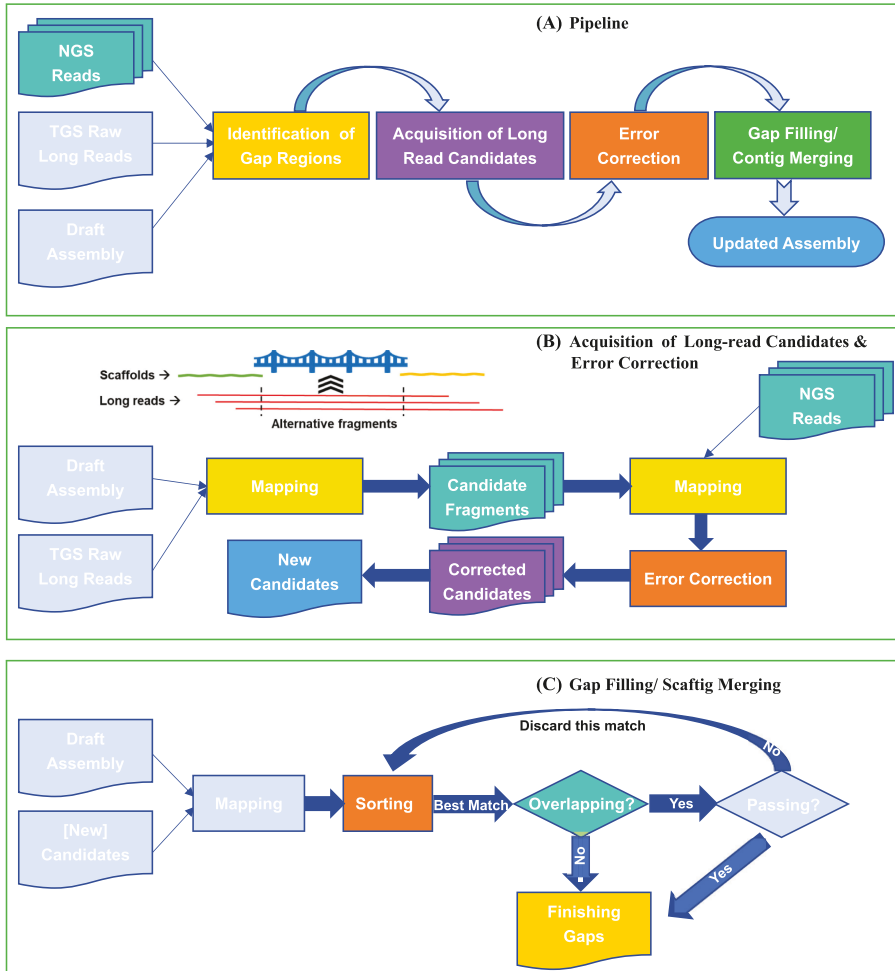 (A) Pipeline
NGS
Reads
TGS Raw
Long Reads
Draft
Assembly
Identification of
Gap Regions
Acquisition of Long
Read Candidates
Error
Correction
Gap Filling/
Contig Merging
Updated Assembly
(B) Acquisition of Long-read Candidates &
Error Correction
Scaffolds →
Long reads →
Alternative fragments
NGS
Reads
Draft
Assembly
TGS Raw
Long Reads
Mapping
Candidate
Fragments
Mapping
New
Candidates
Corrected
Candidates
Error Correction
(C) Gap Filling/ Scaftig Merging
Discard this match
No
Draft
Assembly
[New]
Candidates
Mapping
Sorting
Best Match
Overlapping?
Yes
Passing?
No
Yes
Finishing
Gaps